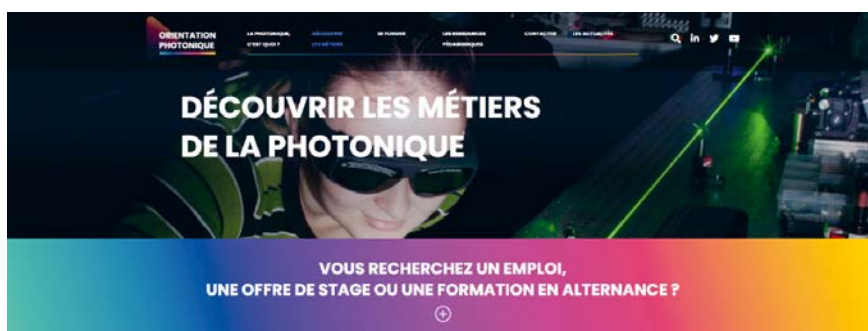 ORIENTATION
PHOTONIQUE
LA PHOTONIQUE,
C'EST QUOI ?
DÉCOUVRIR
LES MÉTIERS
SE FORMER
LES RESSOURCES
PÉDAGOGIQUES
CONTACTER
LES ACTUALITÉS
in
DÉCOUVRIR LES MÉTIERS
DE LA PHOTONIQUE
VOUS RECHERCHEZ UN EMPLOI,
UNE OFFRE DE STAGE OU UNE FORMATION EN ALTERNANCE ?